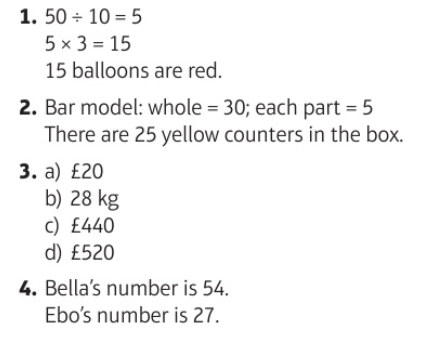 1. 50 ÷ 10 = 5
5 × 3 = 15
15 balloons are red.
2. Bar model: whole = 30; each part = 5
There are 25 yellow counters in the box.
3. a) £20
b) 28 kg
c) £440
d) £520
4. Bella’s number is 54.
Ebo’s number is 27.